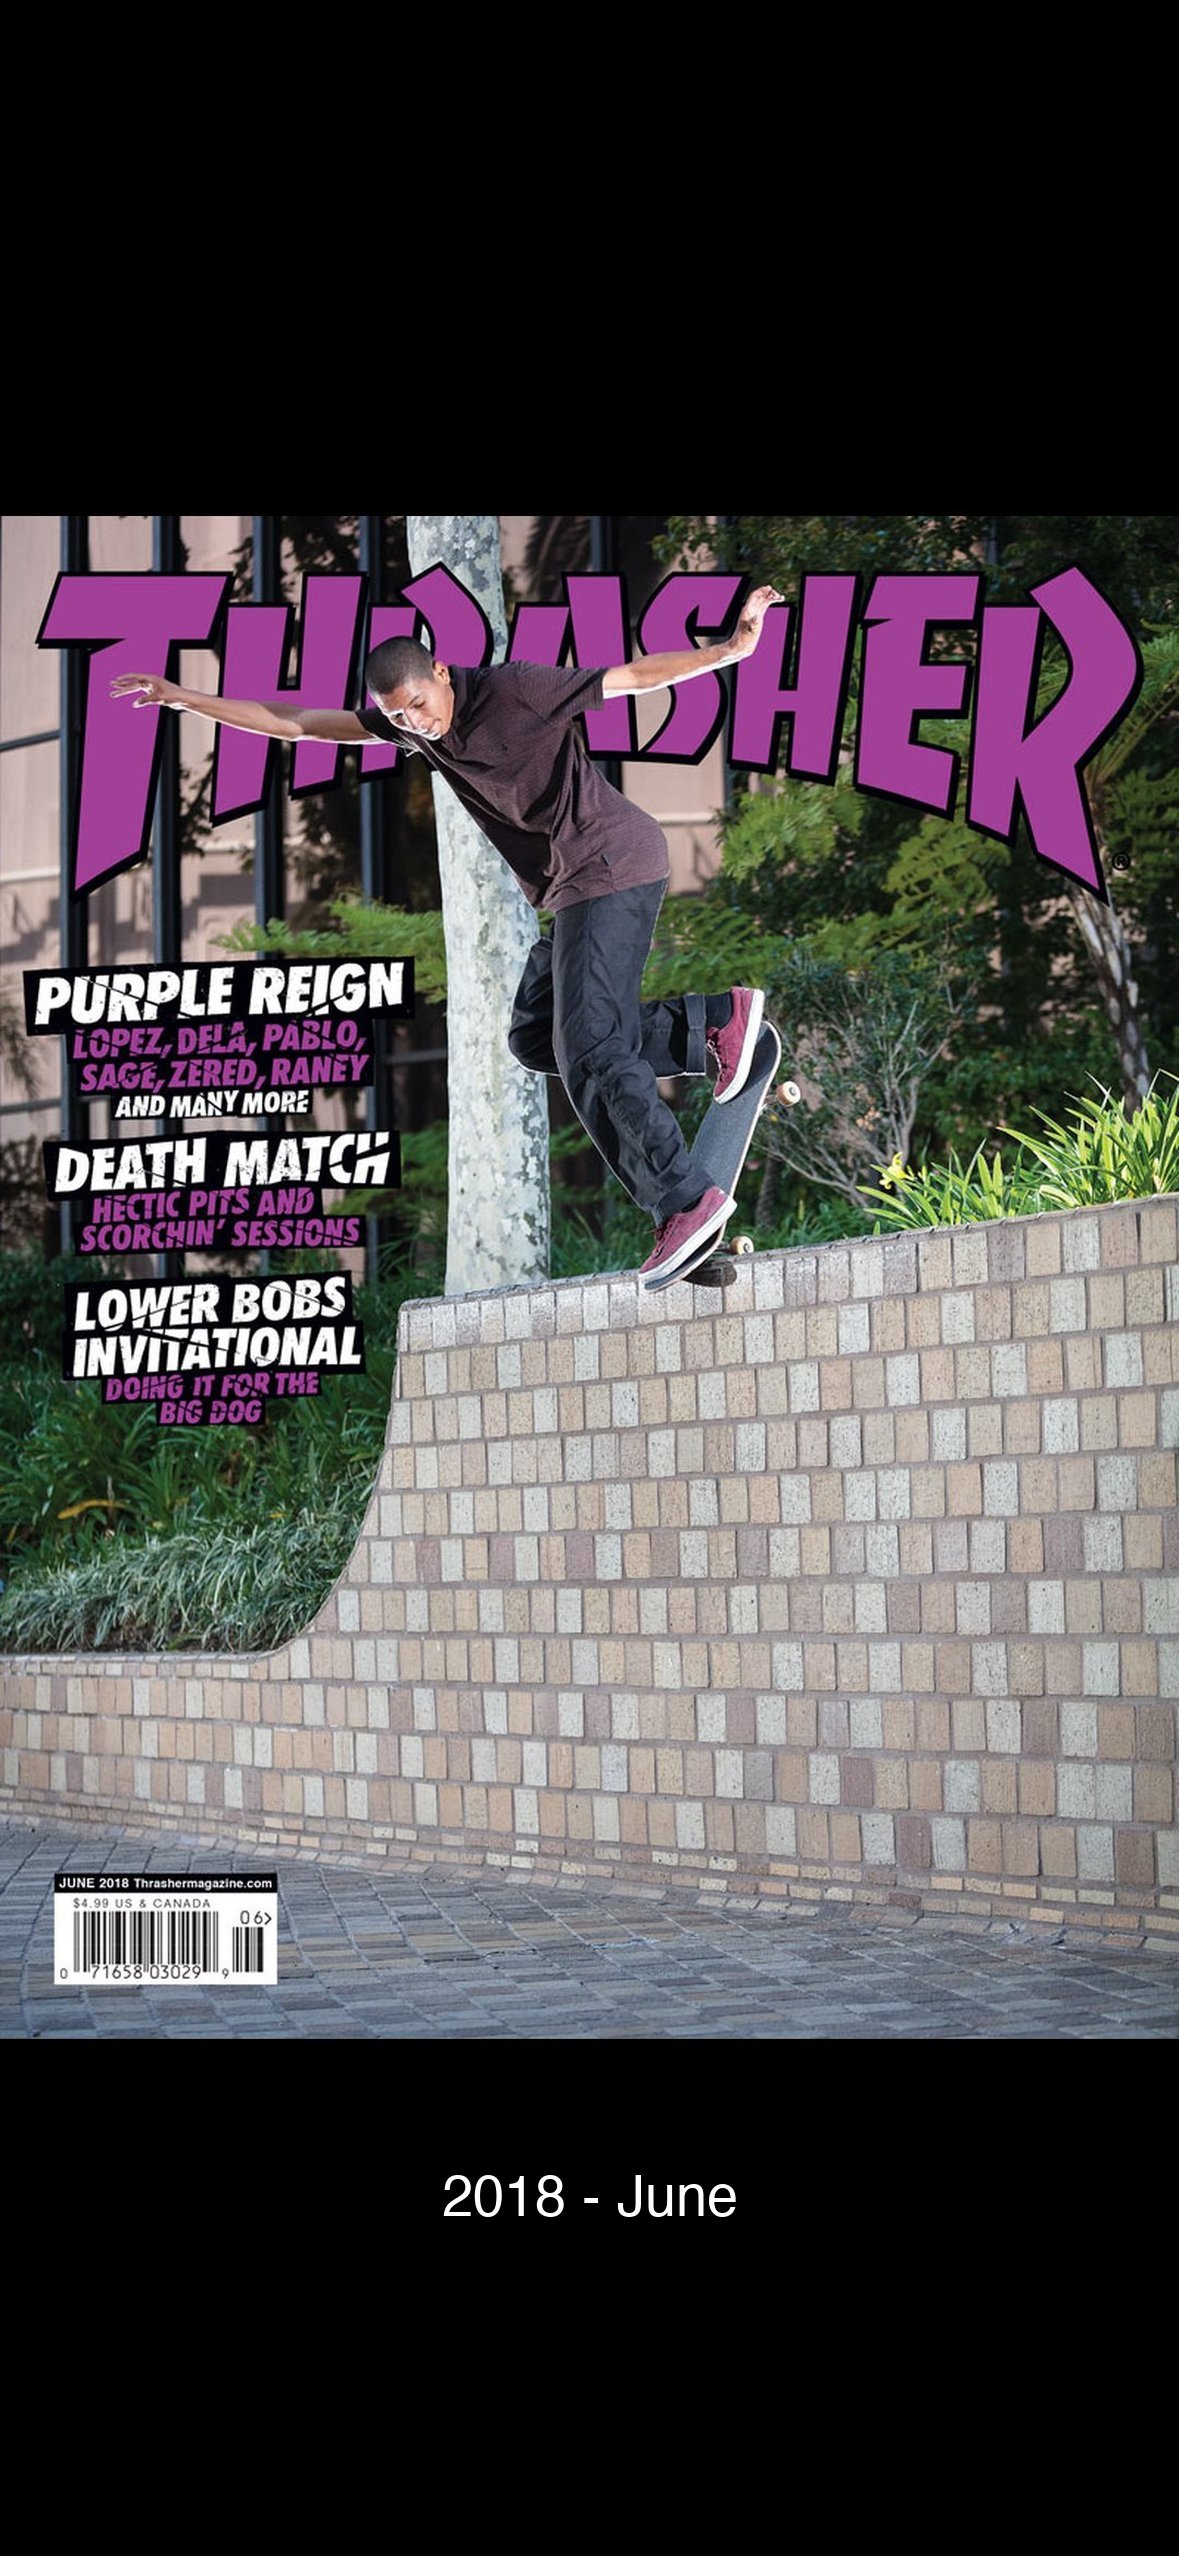 THRASHER
®
PURPLE REIGN
LOPEZ, DELA, PABLO,
SAGE, ZERED, RANEY
AND MANY MORE
DEATH MATCH
HECTIC PITS AND
SCORCHIN' SESSIONS
LOWER BOBS
INVITATIONAL
DOING IT FOR THE
BIG DOG
JUNE 2018 Thrashermagazine.com
$4.99 US & CANADA
06>
0 71658 03029 9
2018 - June